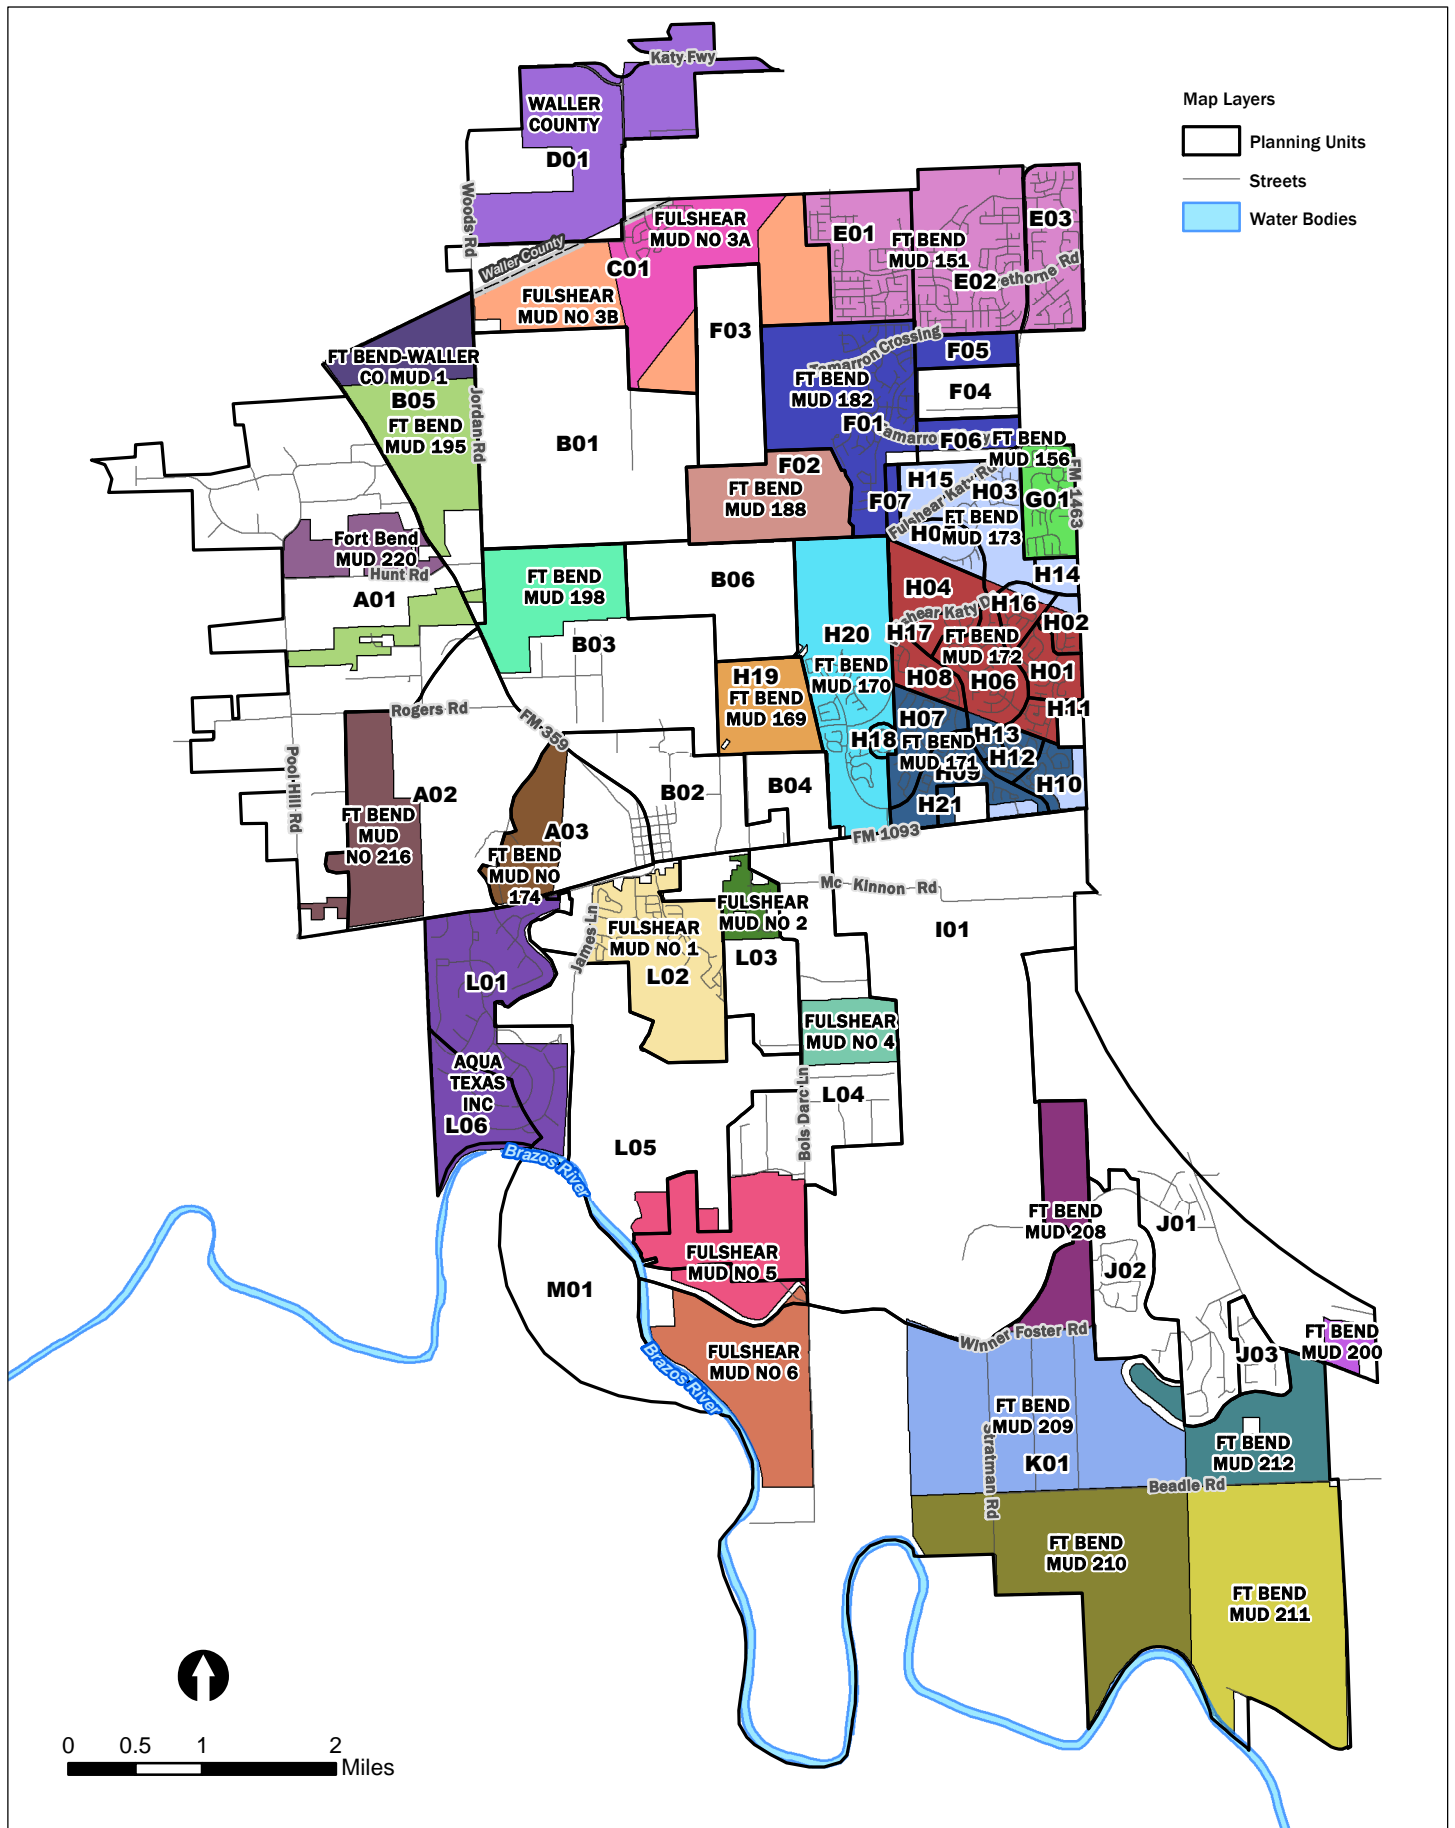 Katy Fwy
Map Layers
Planning Units
Streets
Water Bodies
WALLER
COUNTY
D01
Woods Rd
Waller County
FULSHEAR
MUD NO 3A
C01
FULSHEAR
MUD NO 3B
E01
FT BEND
MUD 151
E02
E03
ethorne Rd
F03
FT BEND-WALLER
CO MUD 1
B05
FT BEND
MUD 195
Jordan Rd
B01
Tamarron Crossing
FT BEND
MUD 182
F01
F05
F04
F06
FT BEND
MUD 156
G01
FM 1463
F02
FT BEND
MUD 188
F07
H15
H03
Fulshear Katy Rd
FT BEND
MUD 173
H14
Fort Bend
MUD 220
Hunt Rd
A01
FT BEND
MUD 198
B06
B03
H04
H16
H02
H17
FT BEND
MUD 172
H01
H08
H06
H11
H20
FT BEND
MUD 170
H19
FT BEND
MUD 169
H18
H07
FT BEND
MUD 171
H13
H12
H09
H10
H21
Rogers Rd
FM 359
Pool Hill Rd
A02
FT BEND
MUD
NO 216
A03
FT BEND
MUD NO
174
B02
B04
FM 1093
Mc Kinnon Rd
James Ln
FULSHEAR
MUD NO 1
L02
FULSHEAR
MUD NO 2
L03
I01
L01
AQUA
TEXAS
INC
L06
FULSHEAR
MUD NO 4
L04
Bois Darc Ln
L05
Brazos River
FT BEND
MUD 208
J01
J02
J03
M01
FULSHEAR
MUD NO 5
Winner Foster Rd
FT BEND
MUD 200
Brazos River
FULSHEAR
MUD NO 6
FT BEND
MUD 209
K01
Stratman Rd
FT BEND
MUD 212
Beadle Rd
FT BEND
MUD 210
FT BEND
MUD 211
0 0.5 1 2
Miles